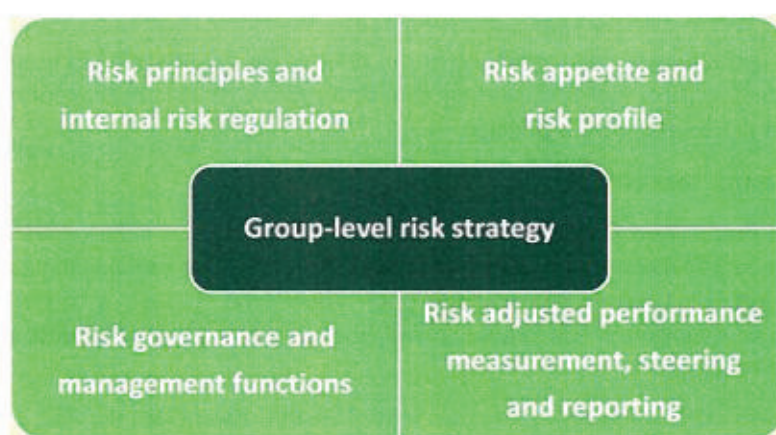 Risk principles and
internal risk regulation
Risk appetite and
risk profile
Group-level risk strategy
Risk governance and
management functions
Risk adjusted performance
measurement, steering
and reporting